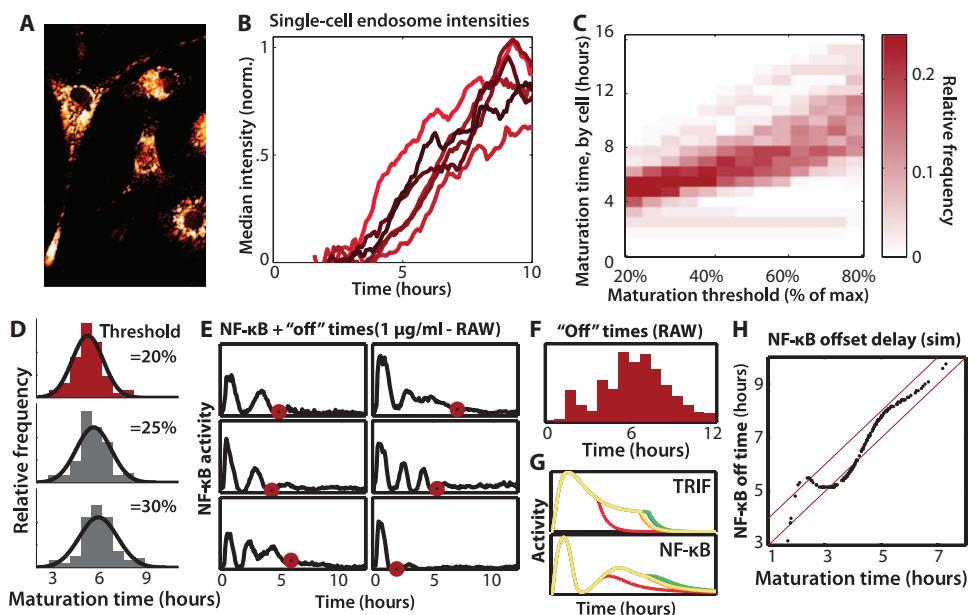 A
B Single-cell endosome intensities
Median intensity (norm.)
1
.5
0
0 5 10
Time (hours)
C
Maturation time, by cell (hours)
16
12
8
4
0
20% 40% 60% 80%
Maturation threshold (% of max)
0.2
0.1
0
Relative frequency
D
Threshold
=20%
=25%
=30%
Relative frequency
3 6 9
Maturation time (hours)
E NF-κB + “off” times(1 μg/ml - RAW)
NF-κB activity
0 6 12 0 6 12
Time (hours)
F “Off” times (RAW)
0 6 12
Time (hours)
G
TRIF
NF-κB
Activity
Time (hours)
H
NF-κB offset delay (sim)
NF-κB off time (hours)
9
7
5
3
1 3 5 7
Maturation time (hours)